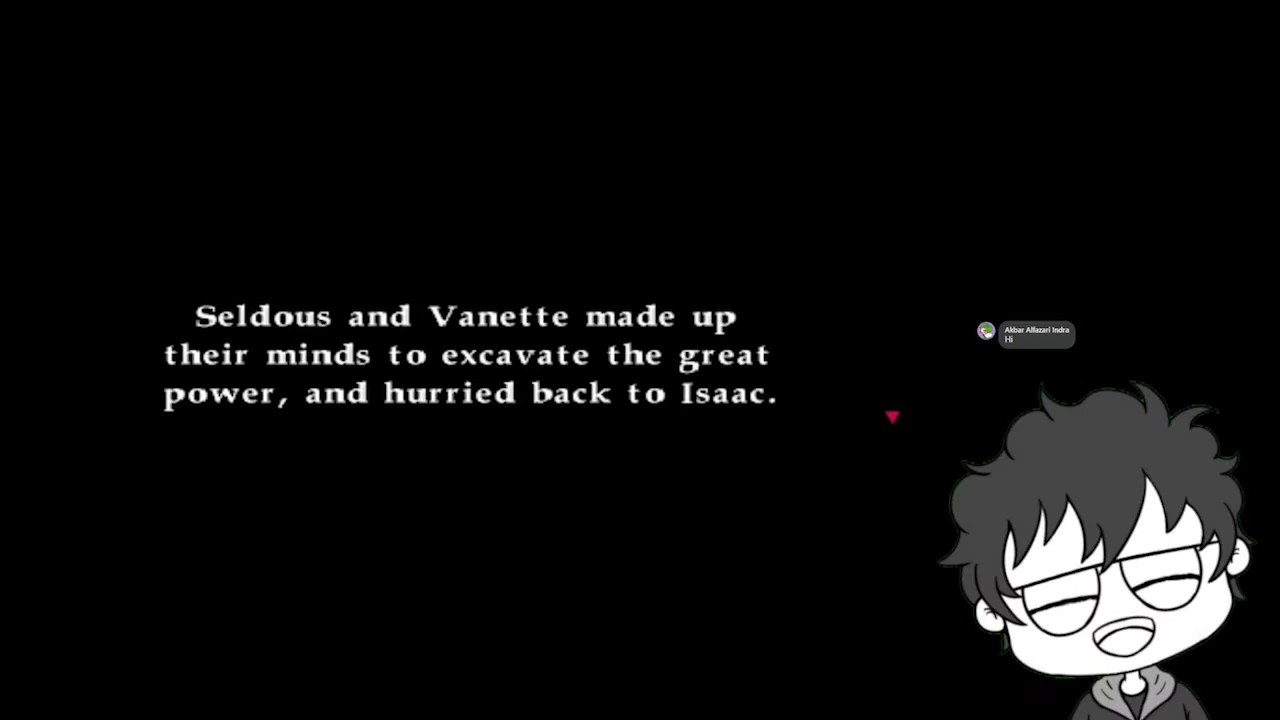 Seldous and Vanette made up
their minds to excavate the great
power, and hurried back to Isaac.
Akbar Alfazari Indra
Hi